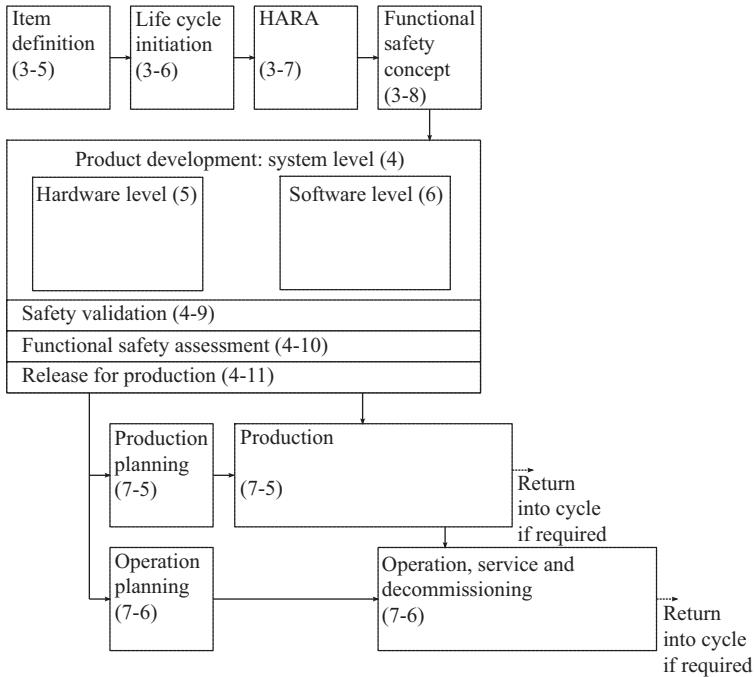 Item
definition
(3-5)
Life cycle
initiation
(3-6)
HARA
(3-7)
Functional
safety
concept
(3-8)
Product development: system level (4)
Hardware level (5)
Software level (6)
Safety validation (4-9)
Functional safety assessment (4-10)
Release for production (4-11)
Production
planning
(7-5)
Production
(7-5)
Return
into cycle
if required
Operation
planning
(7-6)
Operation, service and
decommissioning
(7-6)
Return
into cycle
if required